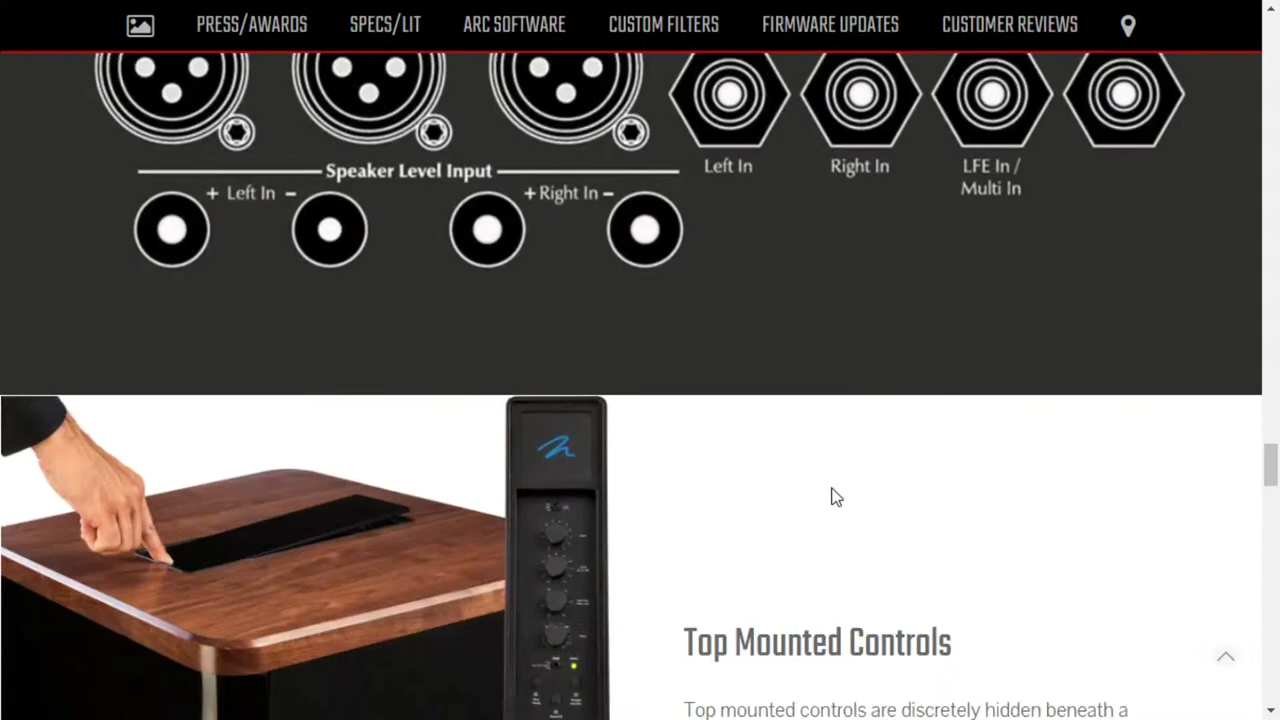 PRESS/AWARDS SPECS/LIT ARC SOFTWARE CUSTOM FILTERS FIRMWARE UPDATES CUSTOMER REVIEWS
Speaker Level Input
+ Left In −
+ Right In −
Left In
Right In
LFE In /
Multi In
Top Mounted Controls
Top mounted controls are discretely hidden beneath a